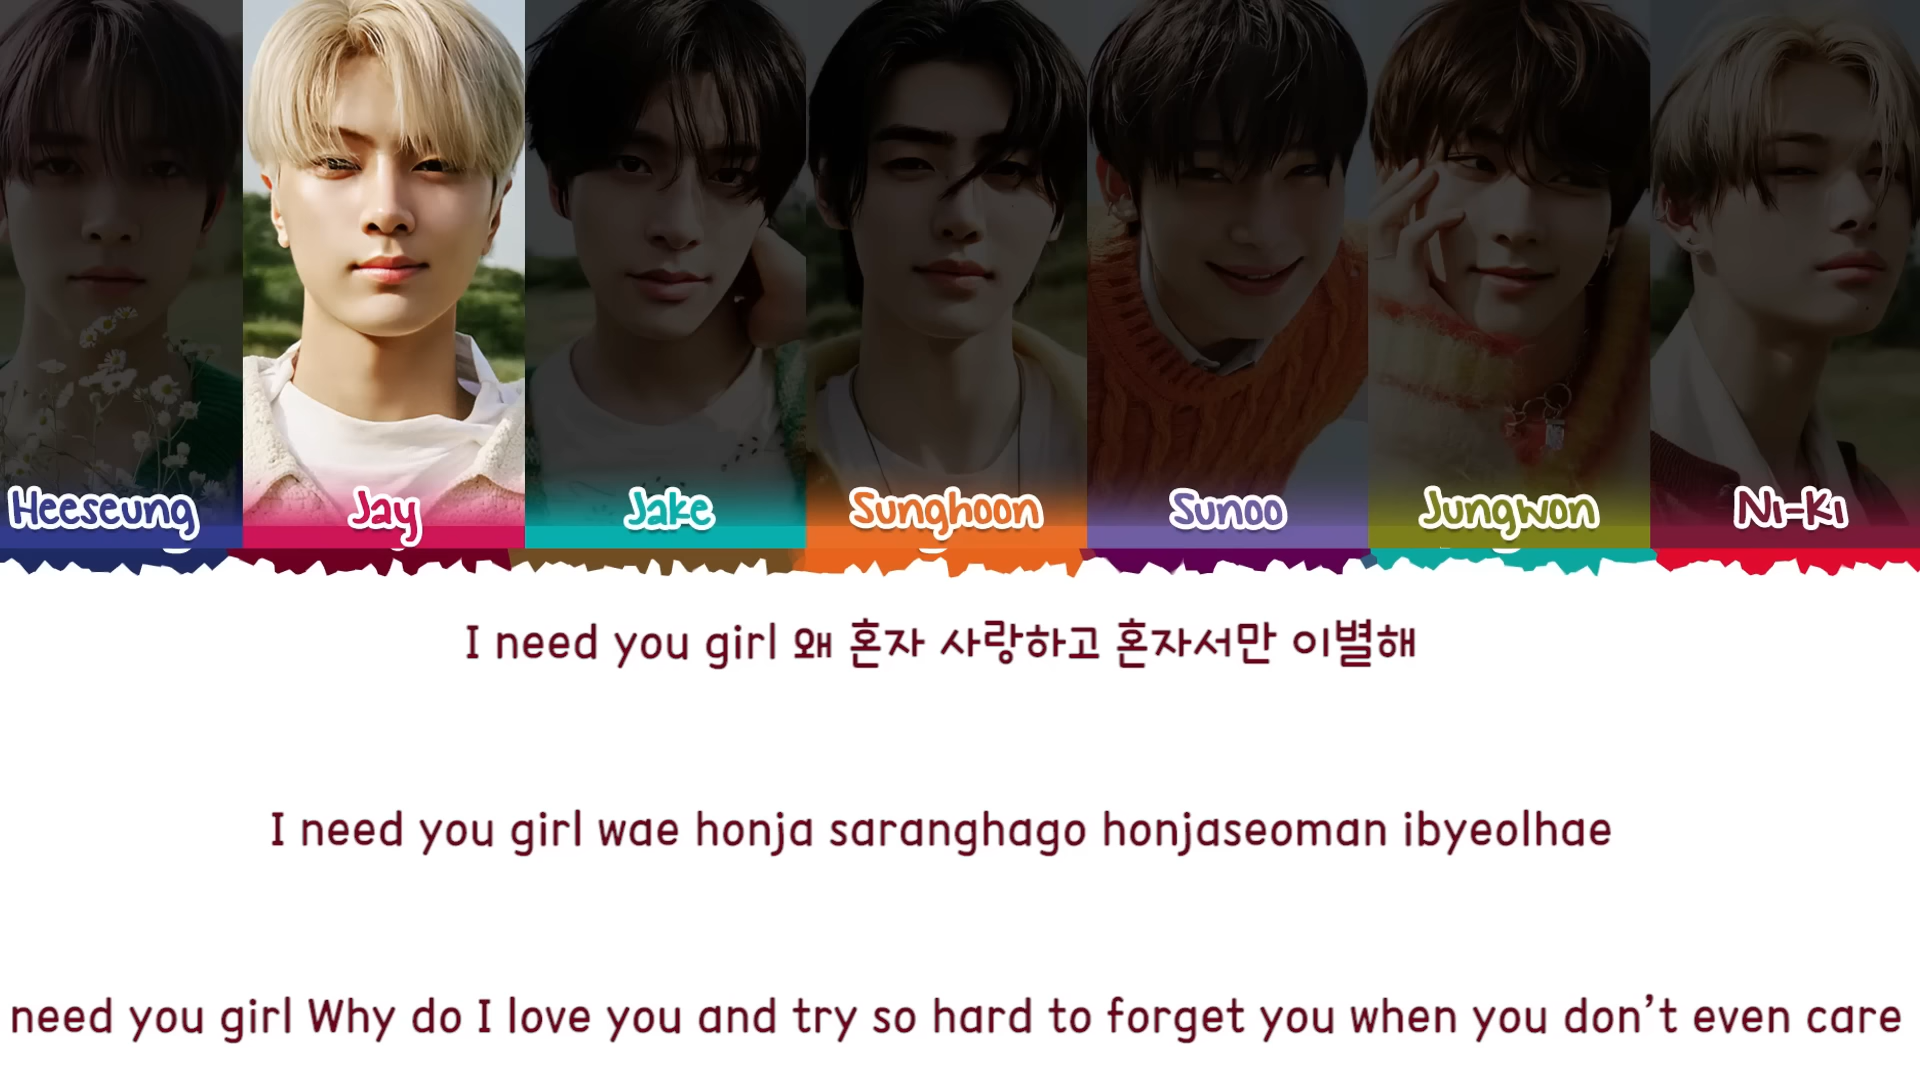 Heeseung Jay Jake Sunghoon Sunoo Jungwon Ni-Ki
I need you girl 왜 혼자 사랑하고 혼자서만 이별해
I need you girl wae honja saranghago honjaseoman ibyeolhae
need you girl Why do I love you and try so hard to forget you when you don't even care